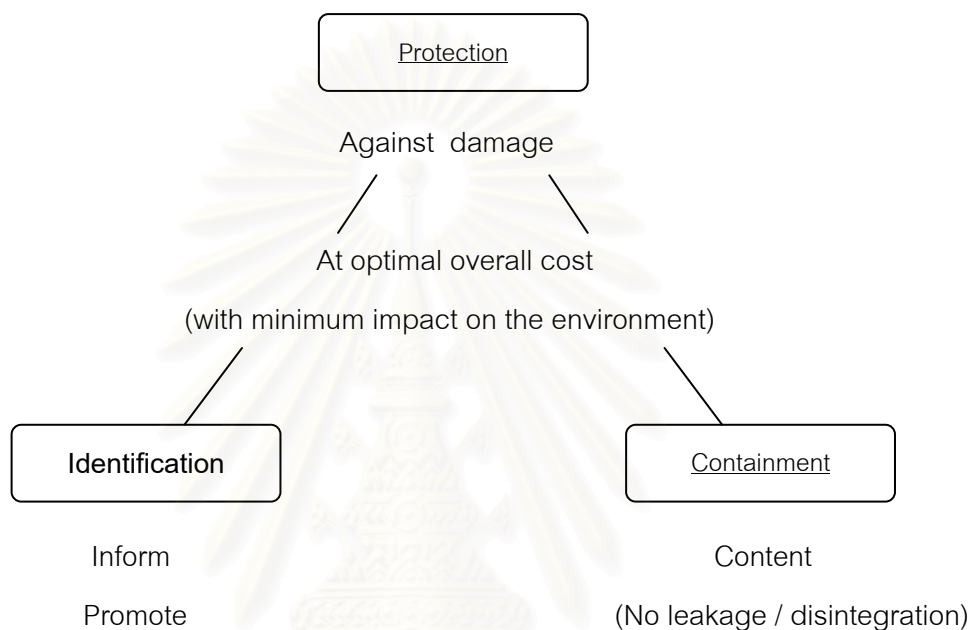 Protection
Against damage
At optimal overall cost
(with minimum impact on the environment)
Identification
Containment
Inform
Content
Promote
(No leakage / disintegration)